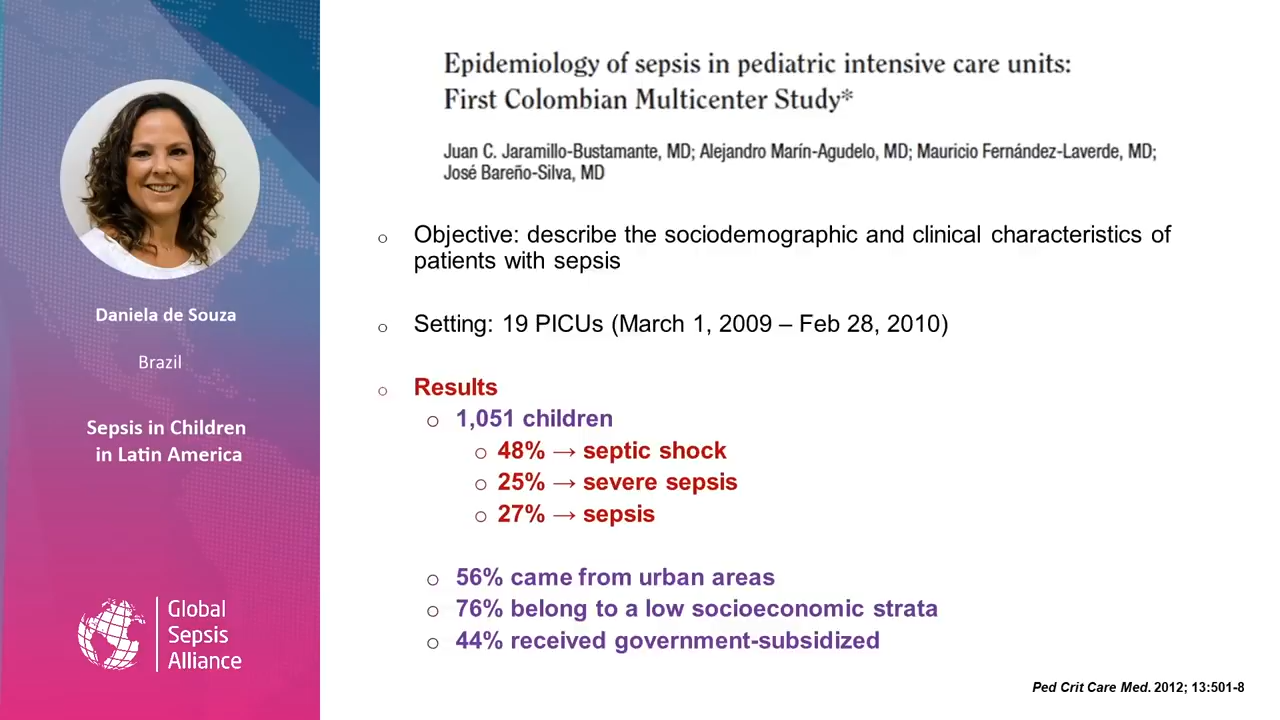 Epidemiology of sepsis in pediatric intensive care units:
First Colombian Multicenter Study*
Juan C. Jaramillo-Bustamante, MD; Alejandro Marín-Agudelo, MD; Mauricio Fernández-Laverde, MD;
José Bareño-Silva, MD
○ Objective: describe the sociodemographic and clinical characteristics of
patients with sepsis
○ Setting: 19 PICUs (March 1, 2009 – Feb 28, 2010)
○ Results
○ 1,051 children
○ 48% → septic shock
○ 25% → severe sepsis
○ 27% → sepsis
○ 56% came from urban areas
○ 76% belong to a low socioeconomic strata
○ 44% received government-subsidized
Ped Crit Care Med. 2012; 13:501-8
Daniela de Souza
Brazil
Sepsis in Children
in Latin America
Global
Sepsis
Alliance